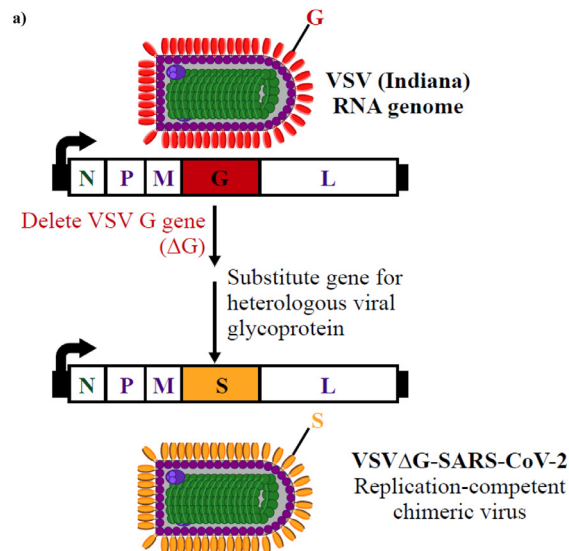 a)
G
VSV (Indiana)
RNA genome
N P M G L
Delete VSV G gene
(ΔG)
Substitute gene for
heterologous viral
glycoprotein
N P M S L
S
VSVΔG-SARS-CoV-2
Replication-competent
chimeric virus